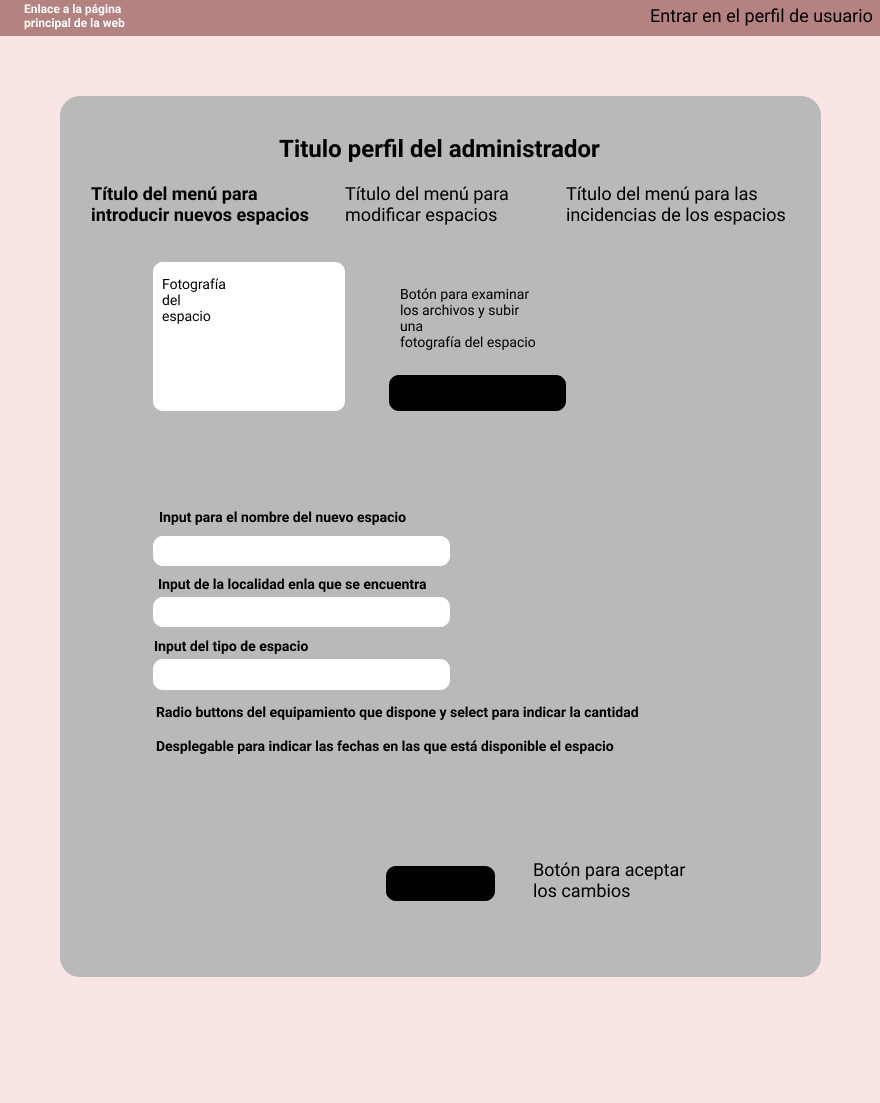 Enlace a la página
principal de la web
Entrar en el perfil de usuario
Titulo perfil del administrador
Título del menú para
introducir nuevos espacios
Título del menú para
modificar espacios
Título del menú para las
incidencias de los espacios
Fotografía
del
espacio
Botón para examinar
los archivos y subir
una
fotografía del espacio
Input para el nombre del nuevo espacio
Input de la localidad enla que se encuentra
Input del tipo de espacio
Radio buttons del equipamiento que dispone y select para indicar la cantidad
Desplegable para indicar las fechas en las que está disponible el espacio
Botón para aceptar
los cambios